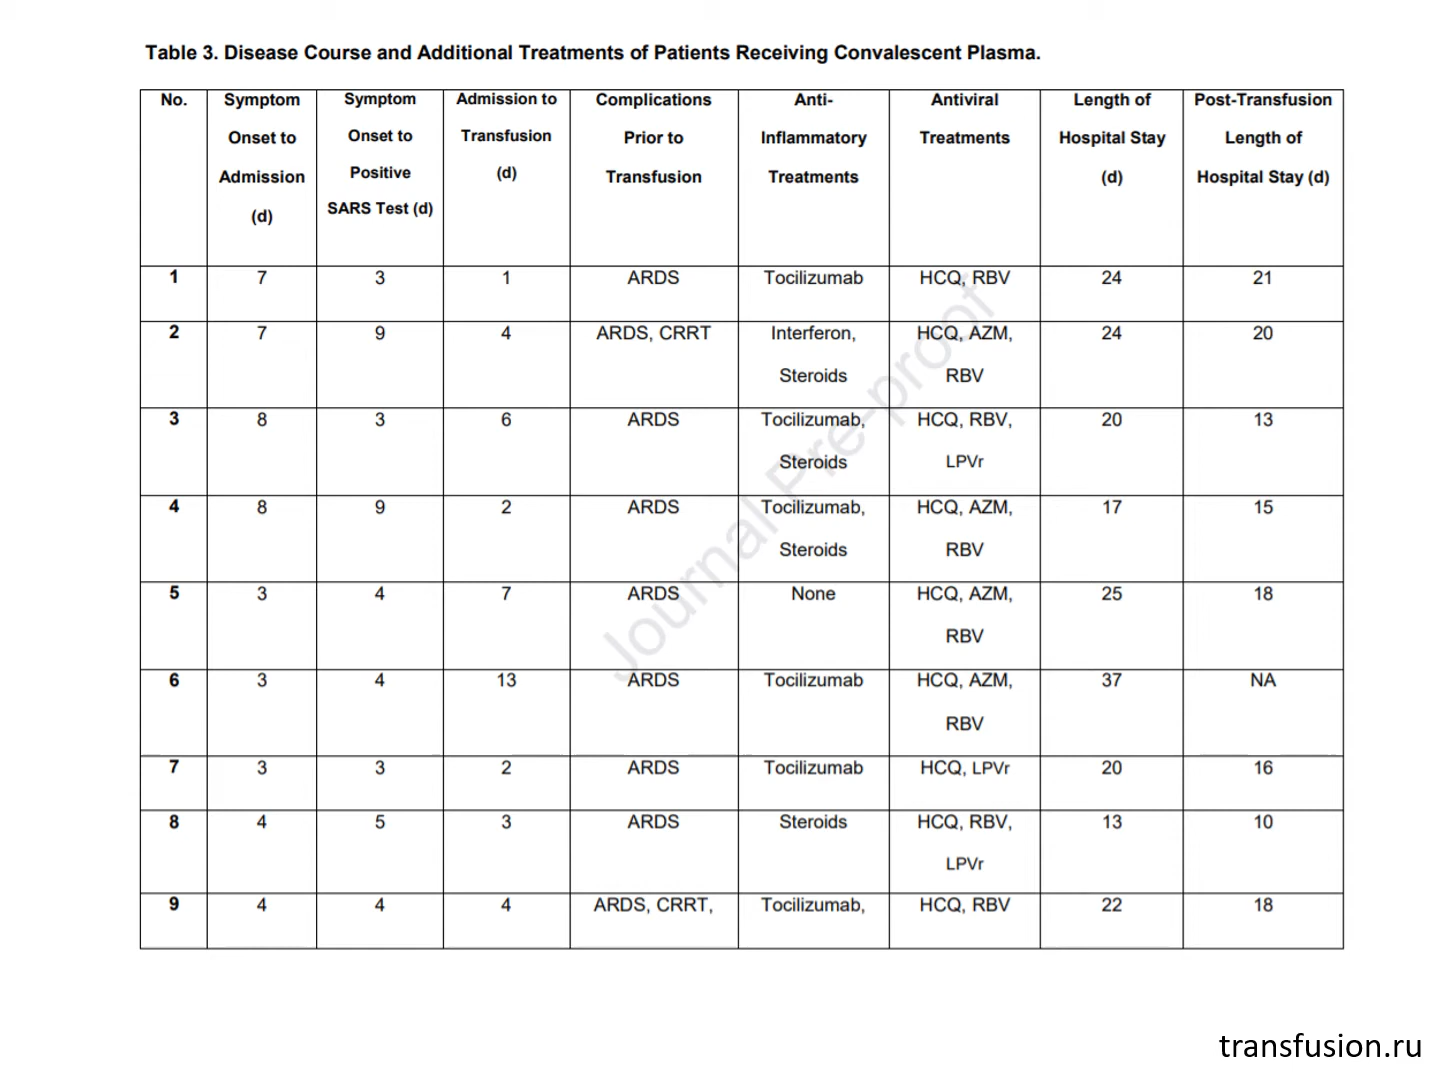 Table 3. Disease Course and Additional Treatments of Patients Receiving Convalescent Plasma.
No. Symptom Onset to Admission (d) Symptom Onset to Positive SARS Test (d) Admission to Transfusion (d) Complications Prior to Transfusion Anti-Inflammatory Treatments Antiviral Treatments Length of Hospital Stay (d) Post-Transfusion Length of Hospital Stay (d)
1 7 3 1 ARDS Tocilizumab HCQ, RBV 24 21
2 7 9 4 ARDS, CRRT Interferon, Steroids HCQ, AZM, RBV 24 20
3 8 3 6 ARDS Tocilizumab, Steroids HCQ, RBV, LPVr 20 13
4 8 9 2 ARDS Tocilizumab, Steroids HCQ, AZM, RBV 17 15
5 3 4 7 ARDS None HCQ, AZM, RBV 25 18
6 3 4 13 ARDS Tocilizumab HCQ, AZM, RBV 37 NA
7 3 3 2 ARDS Tocilizumab HCQ, LPVr 20 16
8 4 5 3 ARDS Steroids HCQ, RBV, LPVr 13 10
9 4 4 4 ARDS, CRRT, Tocilizumab, HCQ, RBV 22 18
Journal Pre-proof
transfusion.ru